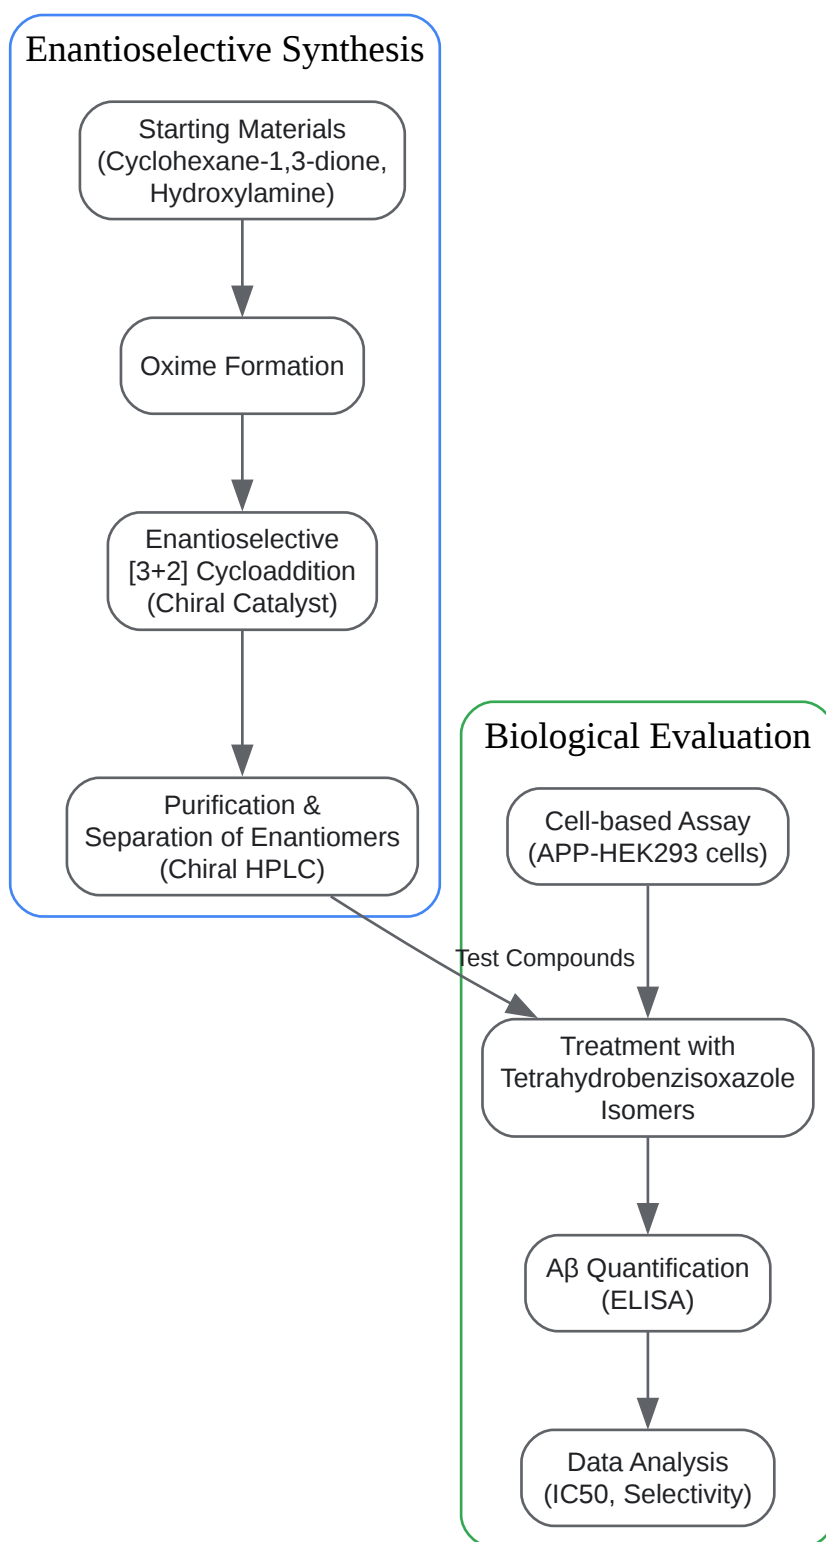 Enantioselective Synthesis
Starting Materials
(Cyclohexane-1,3-dione,
Hydroxylamine)
Oxime Formation
Enantioselective
[3+2] Cycloaddition
(Chiral Catalyst)
Purification &
Separation of Enantiomers
(Chiral HPLC)
Biological Evaluation
Cell-based Assay
(APP-HEK293 cells)
Test Compounds
Treatment with
Tetrahydrobenzisoxazole
Isomers
Aβ Quantification
(ELISA)
Data Analysis
(IC50, Selectivity)